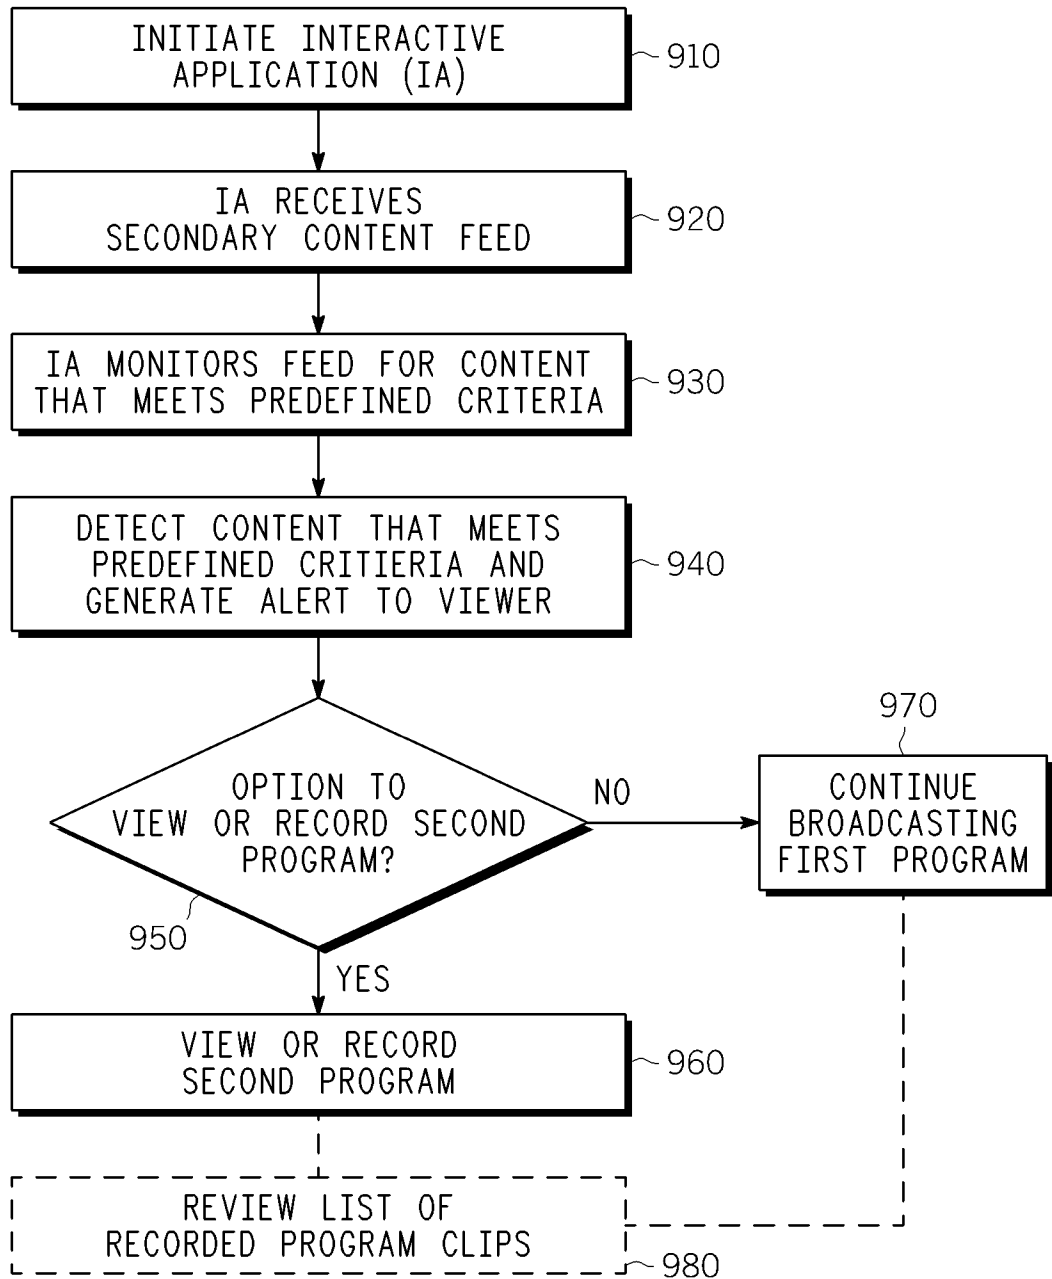 INITIATE INTERACTIVE
APPLICATION (IA)
910
IA RECEIVES
SECONDARY CONTENT FEED
920
IA MONITORS FEED FOR CONTENT
THAT MEETS PREDEFINED CRITERIA
930
DETECT CONTENT THAT MEETS
PREDEFINED CRITIERIA AND
GENERATE ALERT TO VIEWER
940
OPTION TO
VIEW OR RECORD SECOND
PROGRAM?
950
NO
970
CONTINUE
BROADCASTING
FIRST PROGRAM
YES
VIEW OR RECORD
SECOND PROGRAM
960
REVIEW LIST OF
RECORDED PROGRAM CLIPS
980